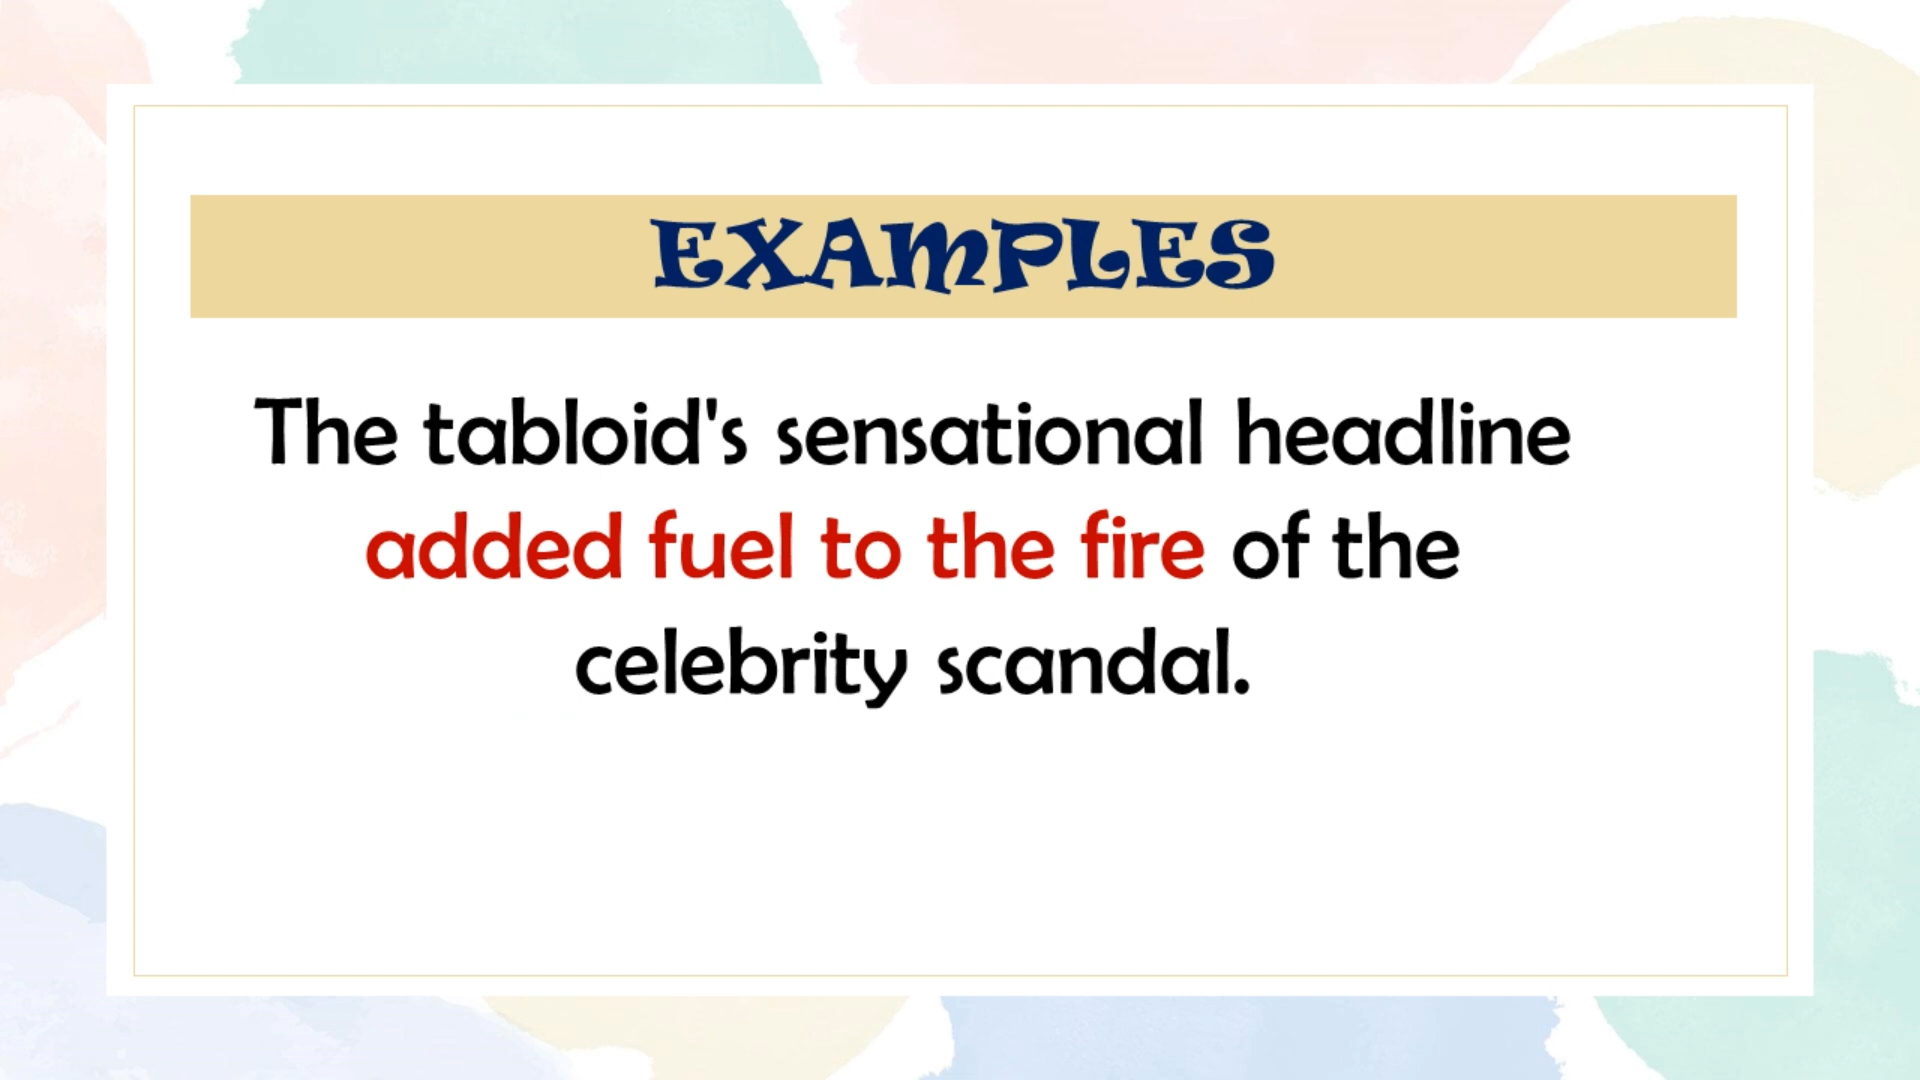 EXAMPLES
The tabloid's sensational headline
added fuel to the fire of the
celebrity scandal.